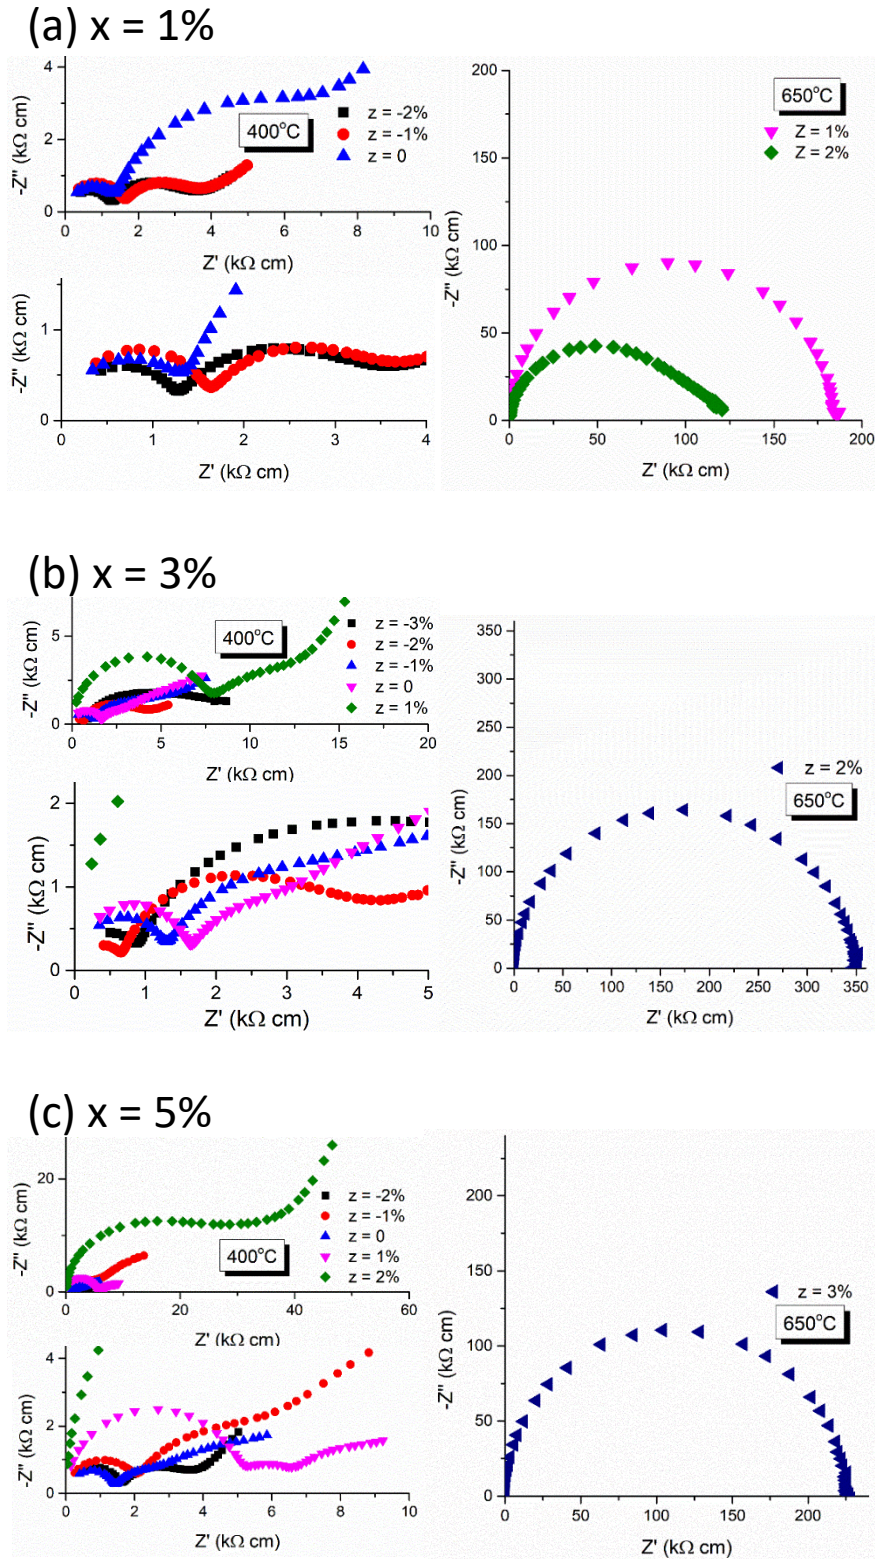 (a) x = 1%
4
2
0
-Z" (kΩ cm)
400°C
z = -2%
z = -1%
z = 0
0 2 4 6 8 10
Z' (kΩ cm)
1
0
-Z" (kΩ cm)
0 1 2 3 4
Z' (kΩ cm)
200
150
100
50
0
-Z" (kΩ cm)
650°C
Z = 1%
Z = 2%
0 50 100 150 200
Z' (kΩ cm)
(b) x = 3%
5
0
-Z" (kΩ cm)
400°C
z = -3%
z = -2%
z = -1%
z = 0
z = 1%
0 5 10 15 20
Z' (kΩ cm)
2
1
0
-Z" (kΩ cm)
0 1 2 3 4 5
Z' (kΩ cm)
350
300
250
200
150
100
50
0
-Z" (kΩ cm)
z = 2%
650°C
0 50 100 150 200 250 300 350
Z' (kΩ cm)
(c) x = 5%
20
0
-Z" (kΩ cm)
400°C
z = -2%
z = -1%
z = 0
z = 1%
z = 2%
0 20 40 60
Z' (kΩ cm)
4
2
0
-Z" (kΩ cm)
0 2 4 6 8 10
Z' (kΩ cm)
200
150
100
50
0
-Z" (kΩ cm)
z = 3%
650°C
0 50 100 150 200
Z' (kΩ cm)